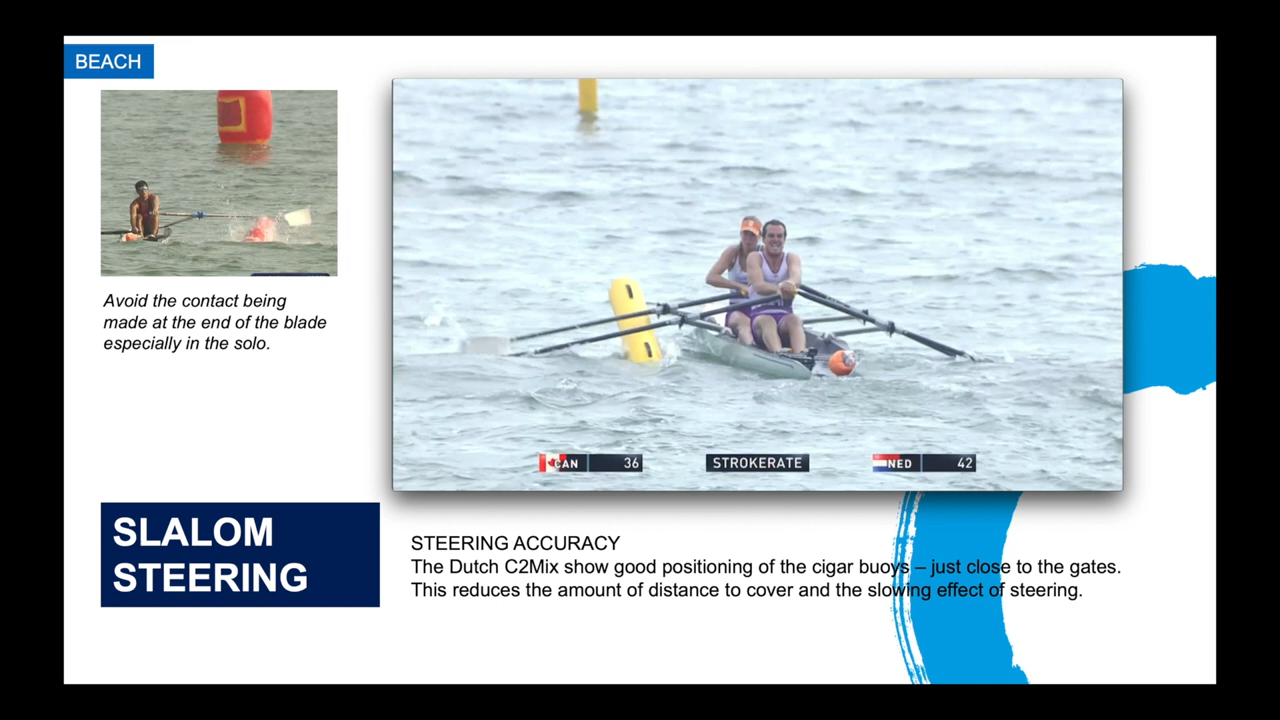 BEACH
Avoid the contact being
made at the end of the blade
especially in the solo.
CAN 36 STROKERATE NED 42
SLALOM
STEERING
STEERING ACCURACY
The Dutch C2Mix show good positioning of the cigar buoys – just close to the gates.
This reduces the amount of distance to cover and the slowing effect of steering.